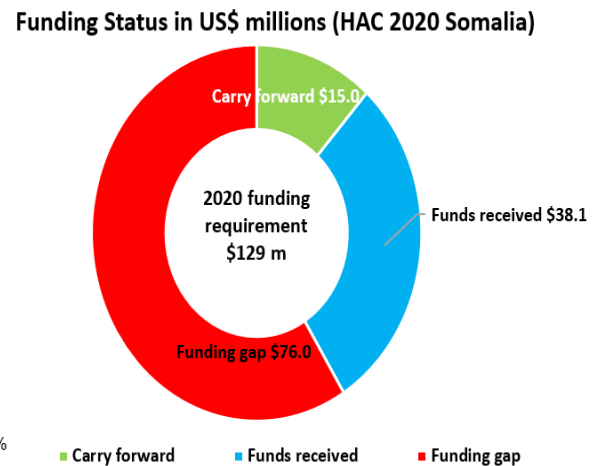 Funding Status in US$ millions (HAC 2020 Somalia)
Carry forward $15.0
2020 funding
requirement
$129 m
Funds received $38.1
Funding gap $76.0
%
Carry forward
Funds received
Funding gap